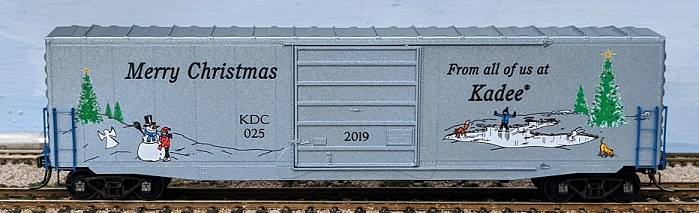 Merry Christmas
KDC
025
2019
From all of us at
Kadee®